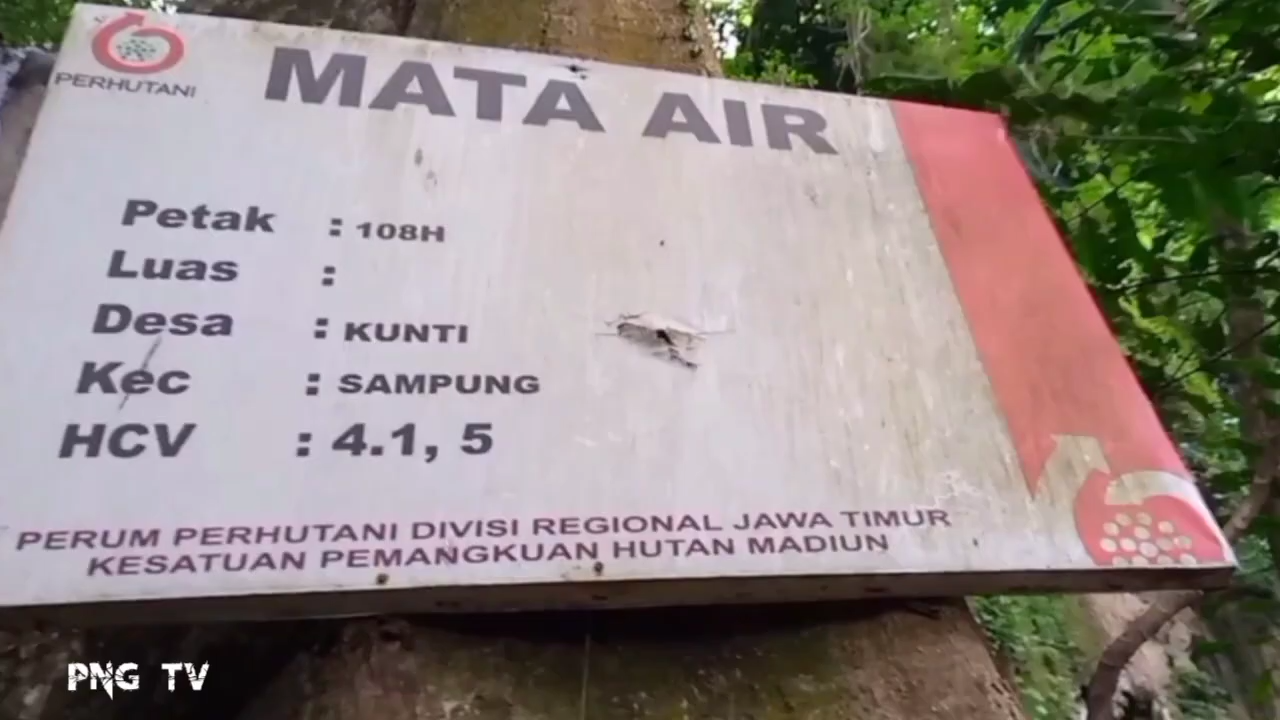 PERHUTANI
MATA AIR
Petak : 108H
Luas :
Desa : KUNTI
Kec : SAMPUNG
HCV : 4.1, 5
PERUM PERHUTANI DIVISI REGIONAL JAWA TIMUR
KESATUAN PEMANGKUAN HUTAN MADIUN
PNG TV